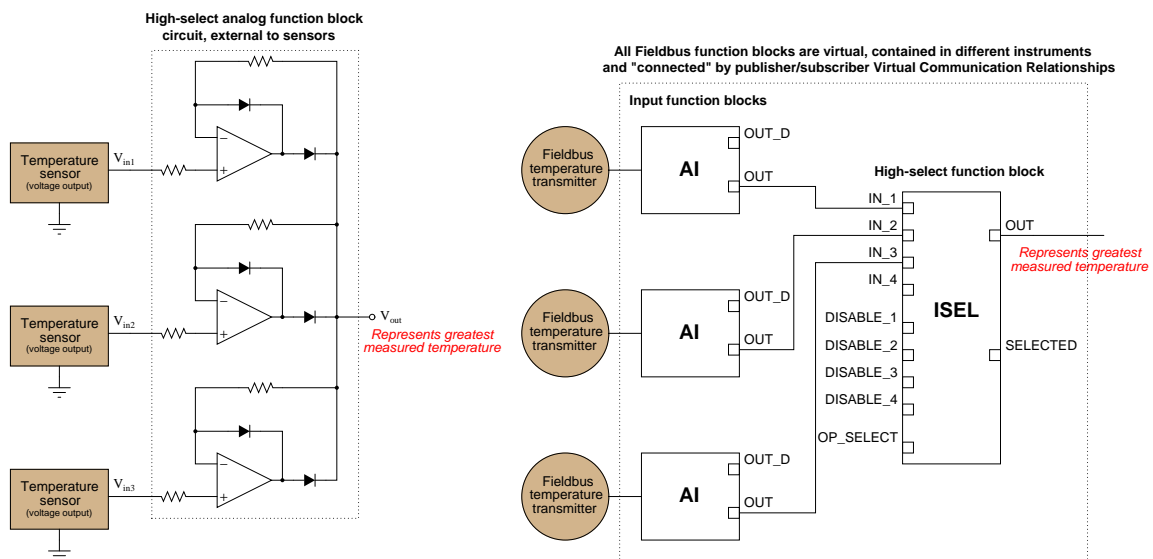 High-select analog function block
circuit, external to sensors
Temperature
sensor
(voltage output)
Vin1
−
+
Temperature
sensor
(voltage output)
Vin2
−
+
Vout
Represents greatest
measured temperature
Temperature
sensor
(voltage output)
Vin3
−
+
All Fieldbus function blocks are virtual, contained in different instruments
and "connected" by publisher/subscriber Virtual Communication Relationships
Input function blocks
Fieldbus
temperature
transmitter
AI
OUT_D
OUT
Fieldbus
temperature
transmitter
AI
OUT_D
OUT
Fieldbus
temperature
transmitter
AI
OUT_D
OUT
High-select function block
IN_1
IN_2
IN_3
IN_4
DISABLE_1
DISABLE_2
DISABLE_3
DISABLE_4
OP_SELECT
ISEL
OUT
Represents greatest
measured temperature
SELECTED